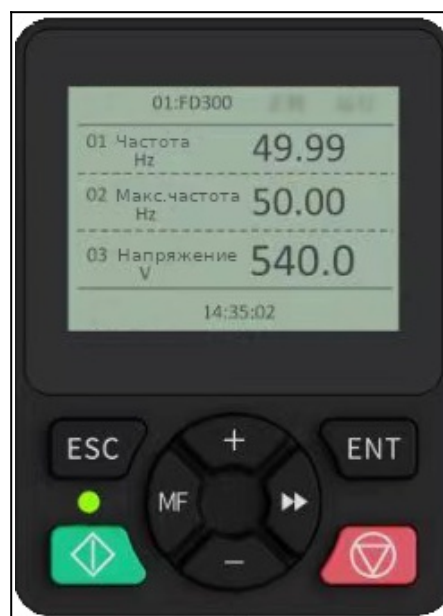 01:FD300
01 Частота 49.99
Hz
02 Макс.частота 50.00
Hz
03 Напряжение 540.0
V
14:35:02
ESC
+
ENT
MF
−